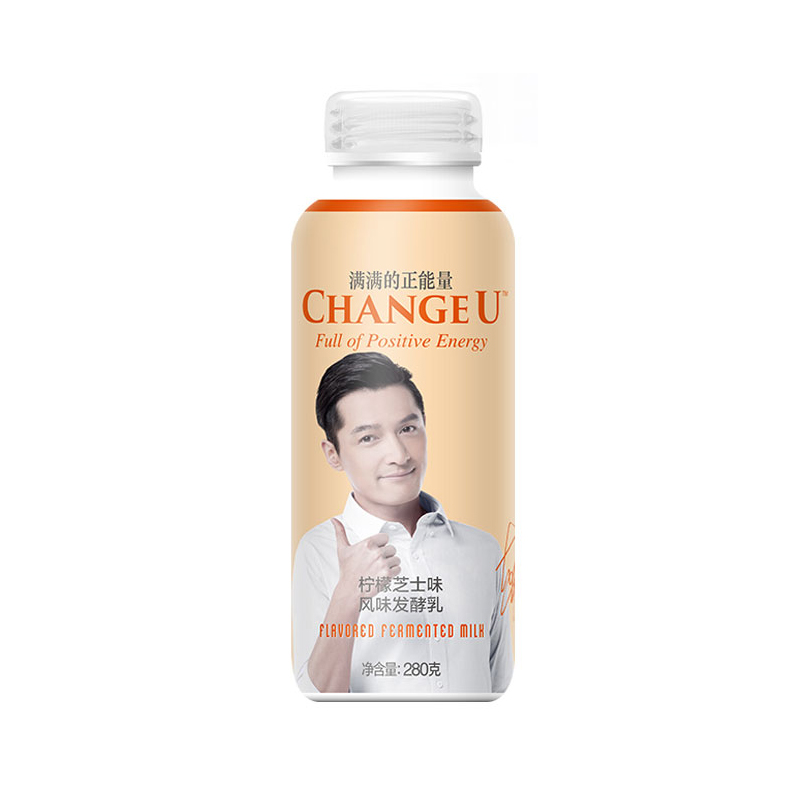 满满的正能量
CHANGE U™
Full of Positive Energy
柠檬芝士味
风味发酵乳
FLAVORED FERMENTED MILK
净含量:280克